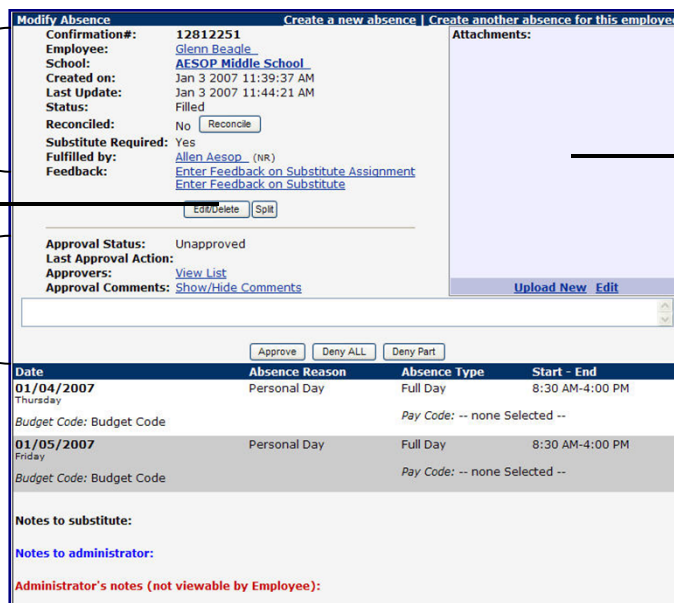 Modify Absence Create a new absence | Create another absence for this employee
Confirmation#: 12812251 Attachments:
Employee: Glenn Beagle
School: AESOP Middle School
Created on: Jan 3 2007 11:39:37 AM
Last Update: Jan 3 2007 11:44:21 AM
Status: Filled
Reconciled: No Reconcile
Substitute Required: Yes
Fulfilled by: Allen Aesop (NR)
Feedback: Enter Feedback on Substitute Assignment
Enter Feedback on Substitute
Edit/Delete Split
Approval Status: Unapproved
Last Approval Action:
Approvers: View List
Approval Comments: Show/Hide Comments Upload New Edit
Approve Deny ALL Deny Part
Date Absence Reason Absence Type Start - End
01/04/2007 Personal Day Full Day 8:30 AM-4:00 PM
Thursday
Budget Code: Budget Code Pay Code: -- none Selected --
01/05/2007 Personal Day Full Day 8:30 AM-4:00 PM
Friday
Budget Code: Budget Code Pay Code: -- none Selected --
Notes to substitute:
Notes to administrator:
Administrator's notes (not viewable by Employee):